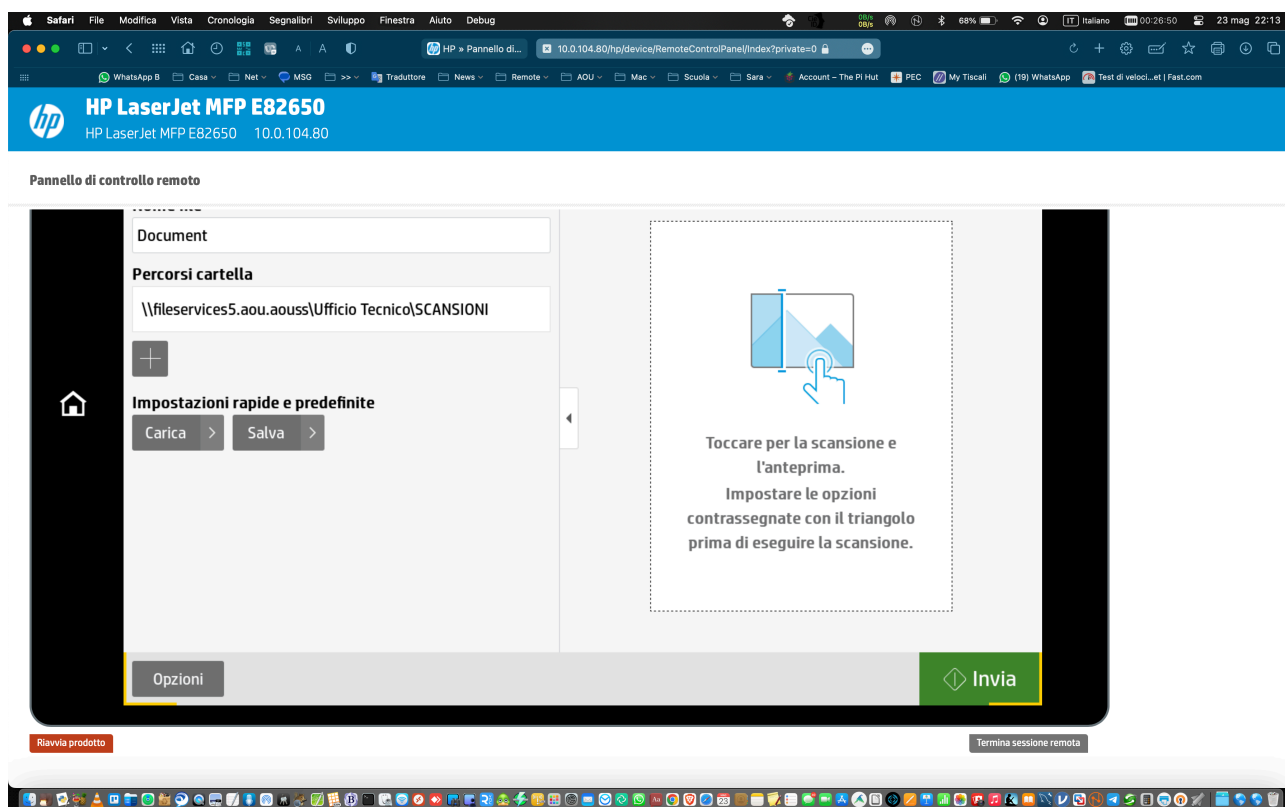 Safari File Modifica Vista Cronologia Segnalibri Sviluppo Finestra Aiuto Debug 0B/s 0B/s 68% IT Italiano 00:26:50 23 mag 22:13
A A HP » Pannello di... 10.0.104.80/hp/device/RemoteControlPanel/Index?private=0
WhatsApp B Casa Net MSG >> Traduttore News Remote AOU Mac Scuola Sara Account – The Pi Hut PEC My Tiscali (19) WhatsApp Test di veloci...et | Fast.com
hp
HP LaserJet MFP E82650
HP LaserJet MFP E82650 10.0.104.80
Pannello di controllo remoto
Document
Percorsi cartella
\\fileservices5.aou.aouss\Ufficio Tecnico\SCANSIONI
Impostazioni rapide e predefinite
Carica > Salva >
Toccare per la scansione e
l'anteprima.
Impostare le opzioni
contrassegnate con il triangolo
prima di eseguire la scansione.
Opzioni
Invia
Riavvia prodotto
Termina sessione remota